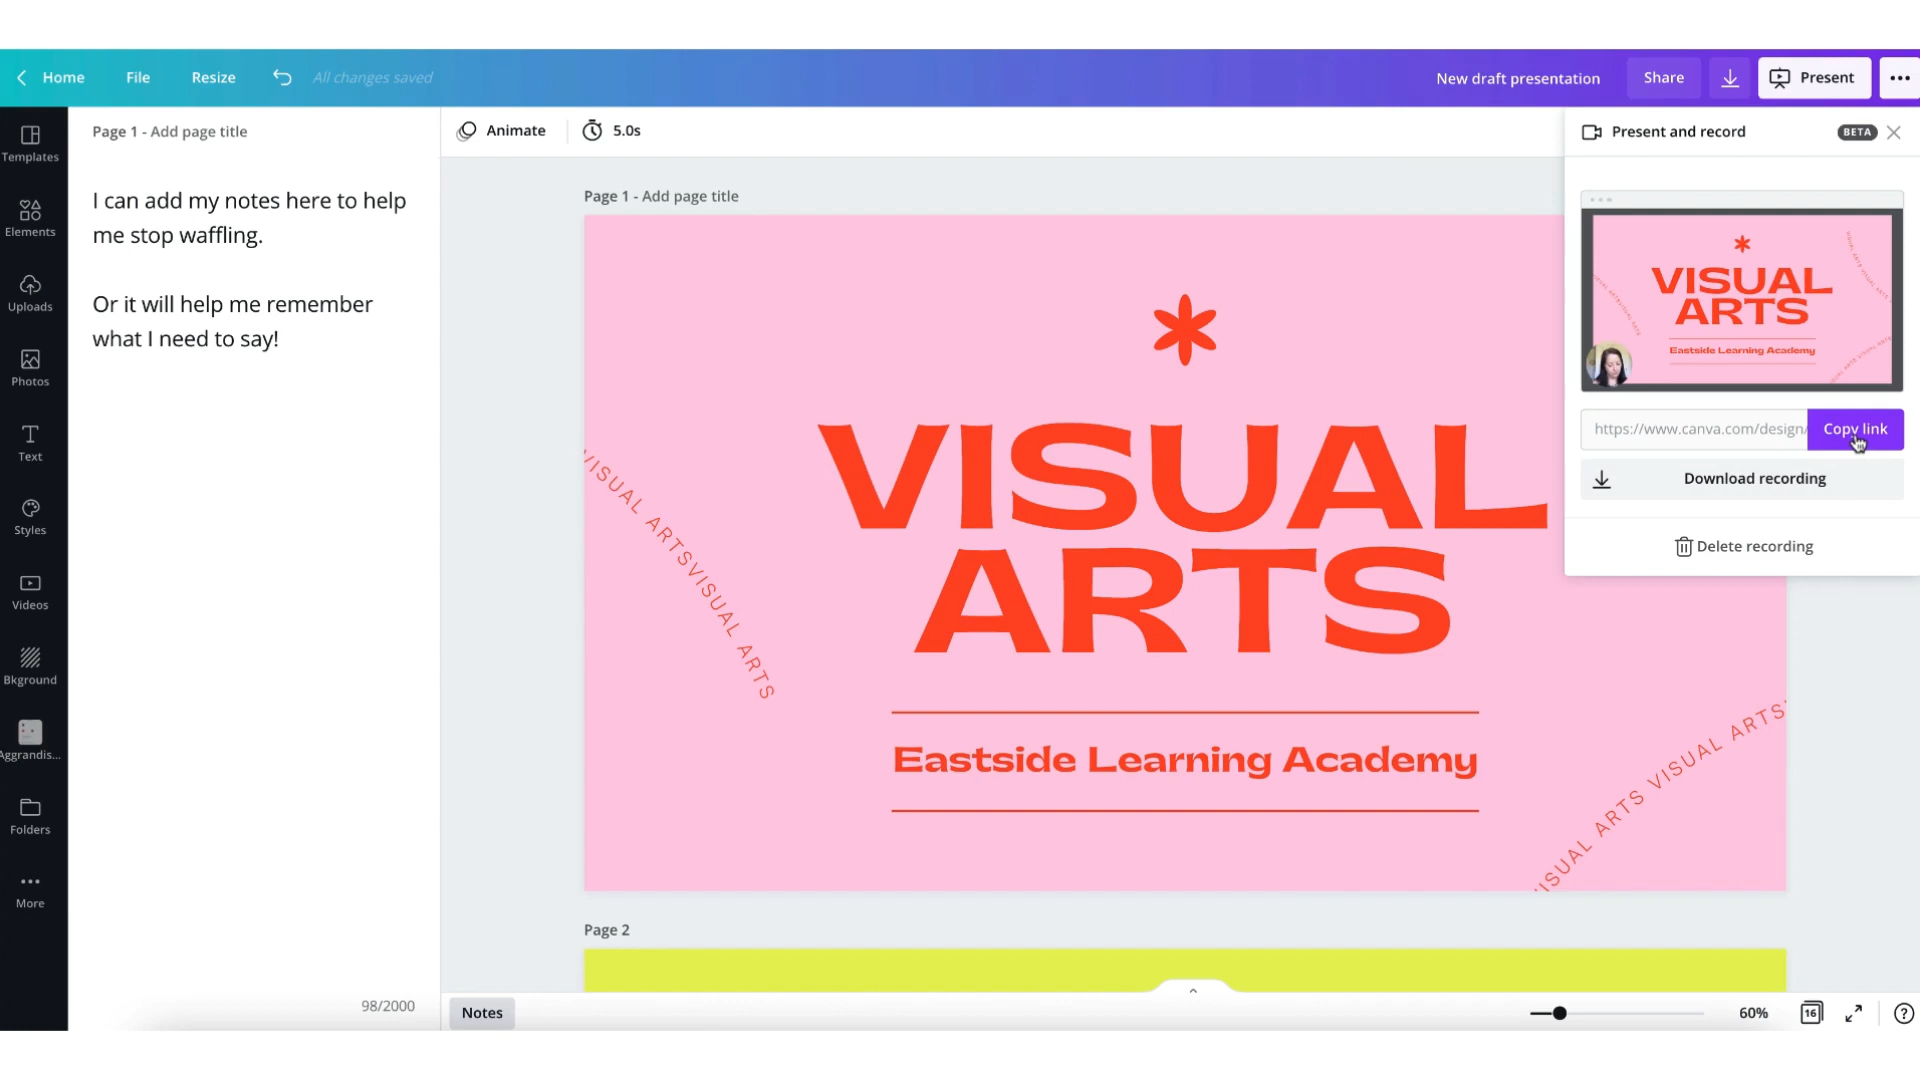 Home
File
Resize
All changes saved
New draft presentation
Share
Present
Templates
Elements
Uploads
Photos
Text
Styles
Videos
Bkground
Aggrandis...
Folders
More
Page 1 - Add page title
I can add my notes here to help
me stop waffling.
Or it will help me remember
what I need to say!
98/2000
Animate
5.0s
Page 1 - Add page title
VISUAL
ARTS
Eastside Learning Academy
VISUAL ARTSVISUAL ARTS
VISUAL ARTS VISUAL ARTS
Page 2
Present and record
BETA
VISUAL
ARTS
Eastside Learning Academy
https://www.canva.com/design/
Copy link
Download recording
Delete recording
Notes
60%
16
?